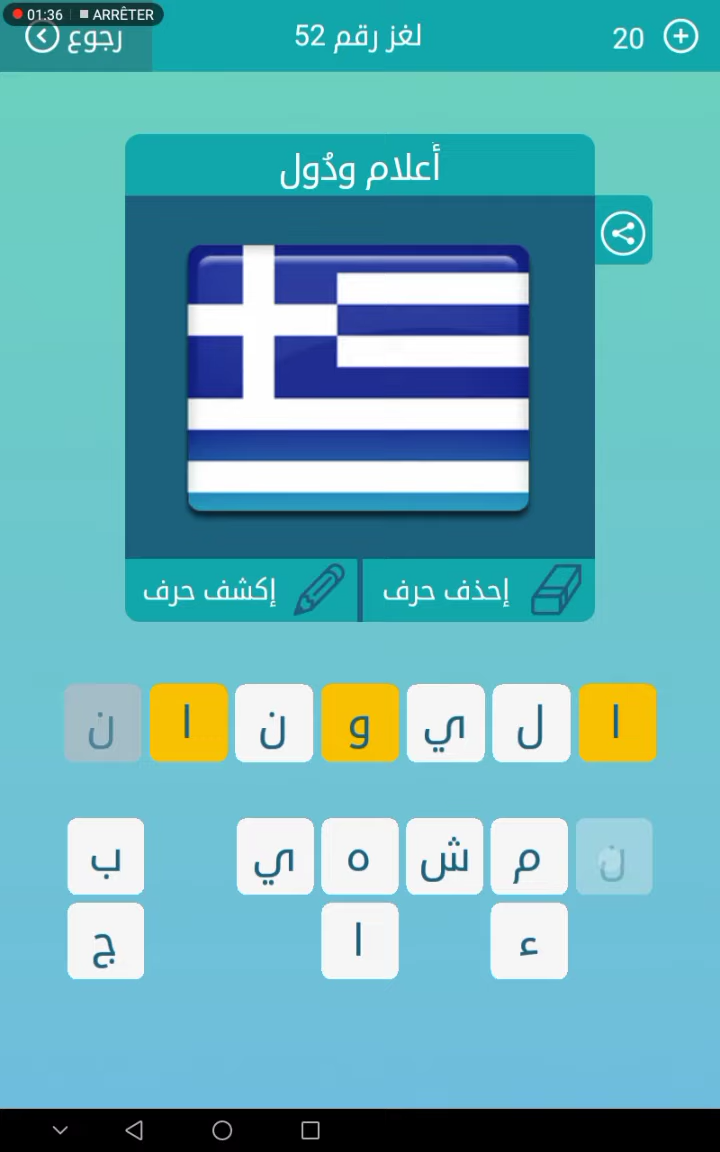 01:36 ARRÊTER
رجوع
لغز رقم 52
20
أعلام ودُول
إحذف حرف
إكشف حرف
ا ل ي و ن ا ن
ن م ش ه ي ب
ء ا ج